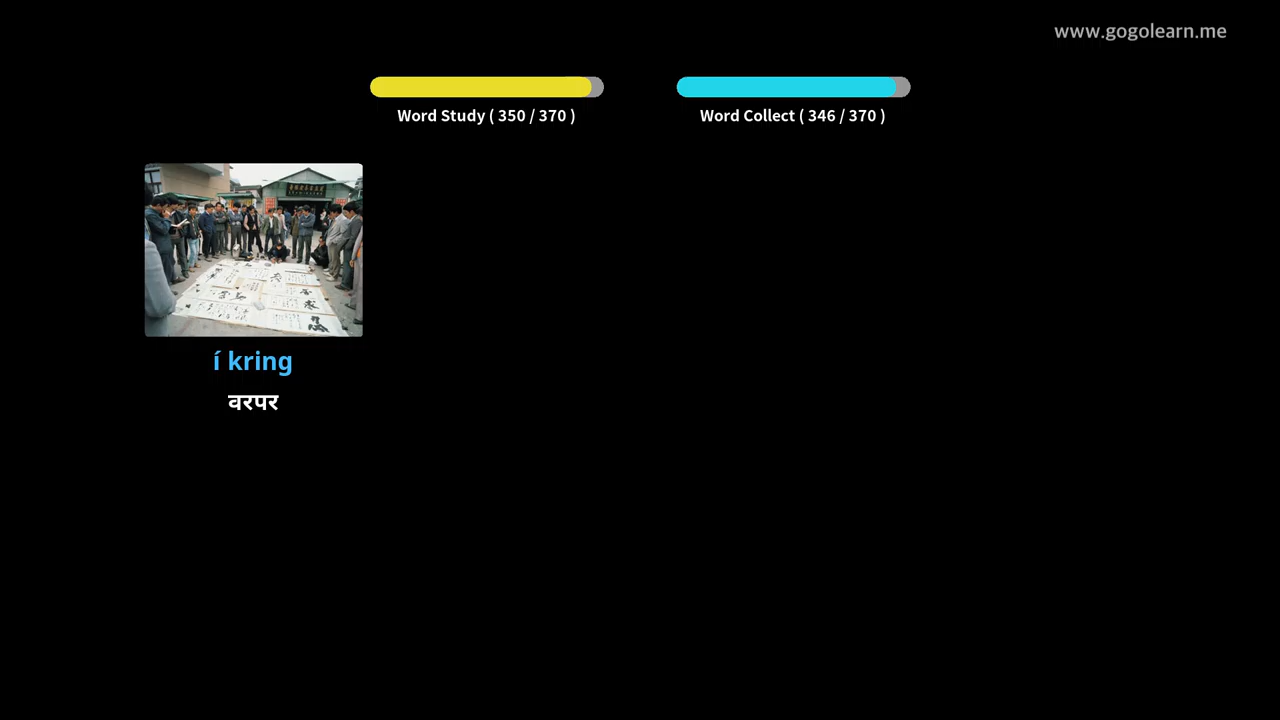 www.gogolearn.me
Word Study ( 350 / 370 )
Word Collect ( 346 / 370 )
í kring
वरपर